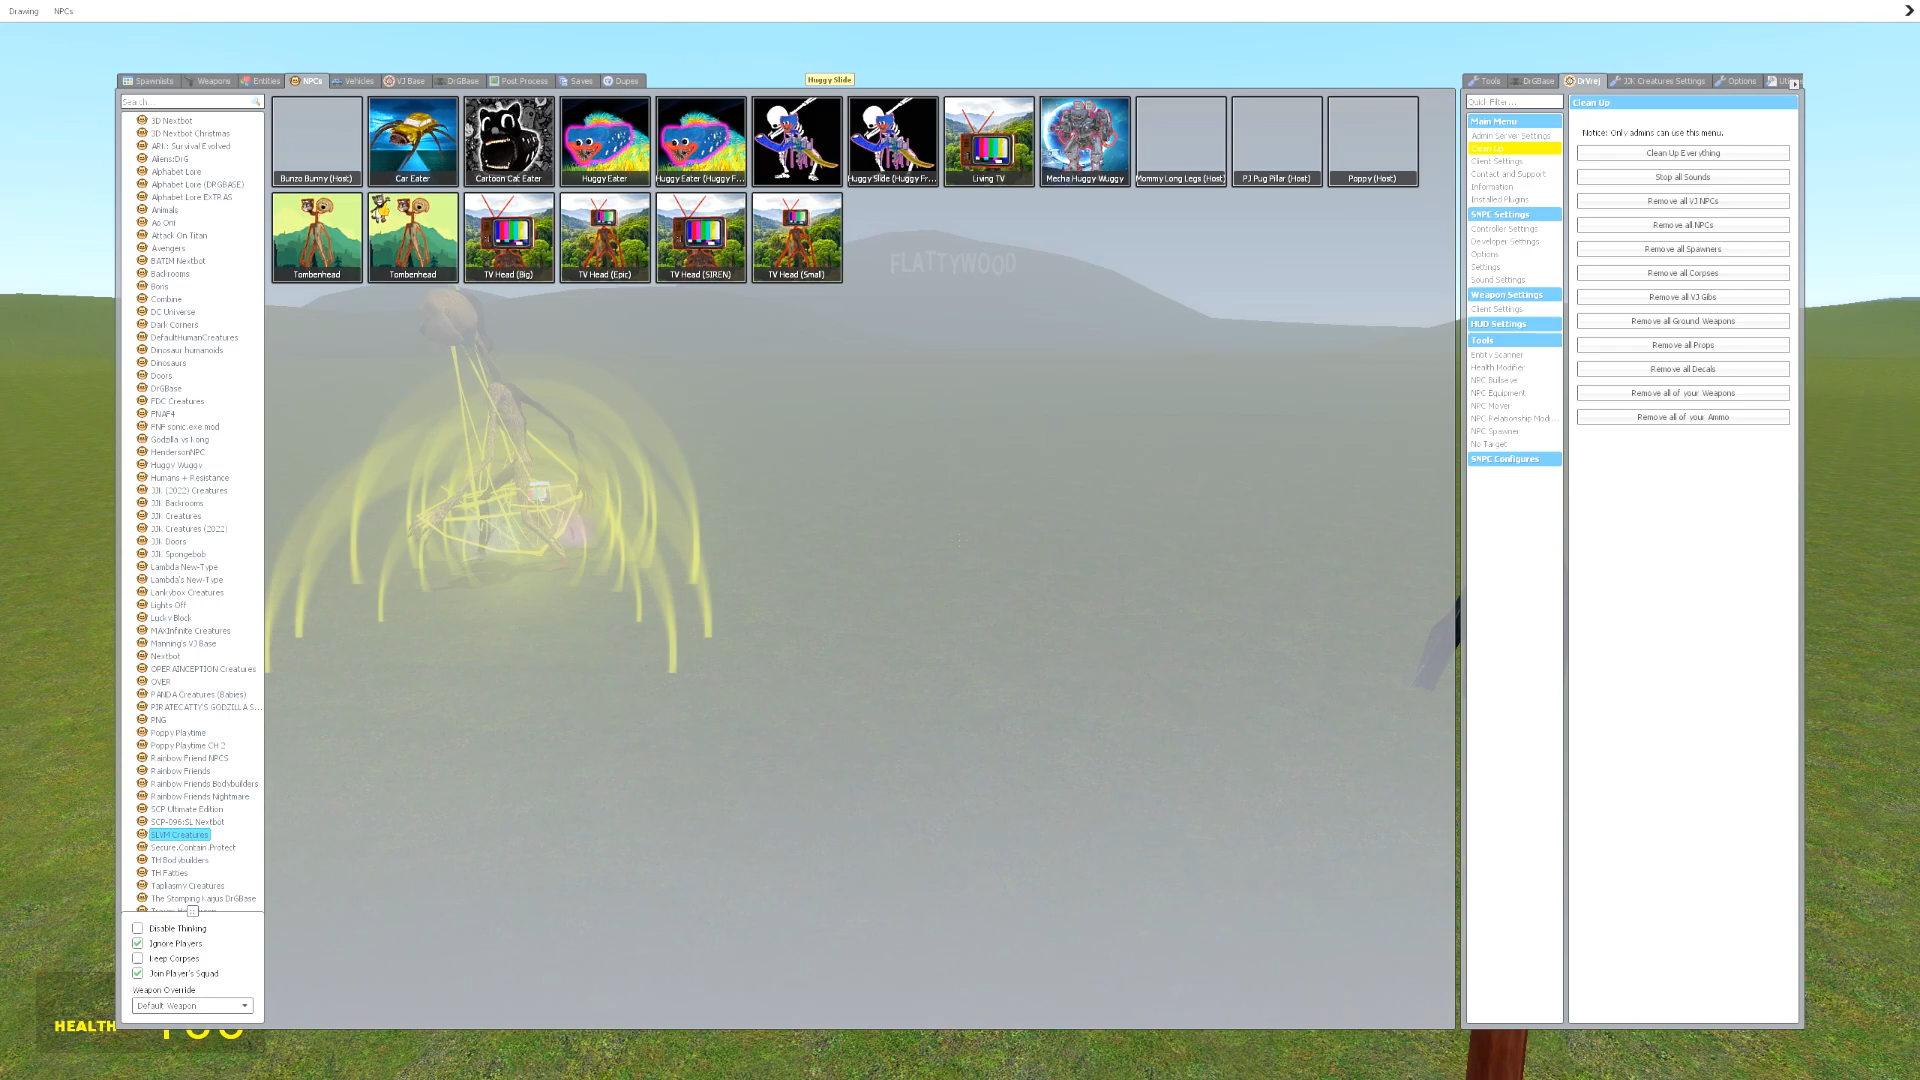 Drawing NPCs
Spawnlists Weapons Entities NPCs Vehicles VJ Base DrGBase Post Process Saves Dupes
Huggy Slide
Tools DrGBase DrVrej JJK Creatures Settings Options
Search...
3D Nextbot
3D Nextbot Christmas
ARK: Survival Evolved
Aliens:DrG
Alphabet Lore
Alphabet Lore (DRGBASE)
Alphabet Lore EXTRAS
Animals
Ao Oni
Attack On Titan
Avengers
BATIM Nextbot
Backrooms
Boris
Combine
DC Universe
Dark Corners
DefaultHumanCreatures
Dinosaur humanoids
Dinosaurs
Doors
DrGBase
FDC Creatures
FNAF4
FNF sonic.exe mod
Godzilla vs Kong
HendersonNPC
Huggy Wuggy
Humans + Resistance
JJK (2022) Creatures
JJK Backrooms
JJK Creatures
JJK Creatures (2022)
JJK Doors
JJK Spongebob
Lambda New-Type
Lambda's New-Type
Lankybox Creatures
Lights Off
Lucky Block
MAXInfinite Creatures
Manning's VJ Base
Nextbot
OPERAINCEPTION Creatures
OVER
PANDA Creatures (Babies)
PIRATECATTY'S GODZILLA S...
PNG
Poppy Playtime
Poppy Playtime CH 2
Rainbow Friend NPCS
Rainbow Friends
Rainbow Friends Bodybuilders
Rainbow Friends Nightmare
SCP Ultimate Edition
SCP-096:SL Nextbot
SLVM Creatures
Secure.Contain.Protect
TH Bodybuilders
TH Fatties
Tapliasmy Creatures
The Stomping Kaijus DrGBase
Disable Thinking
Ignore Players
Keep Corpses
Join Player's Squad
Weapon Override
Default Weapon
HEALTH 100
Bunzo Bunny (Host) Car Eater Cartoon Cat Eater Huggy Eater Huggy Eater (Huggy F... Huggy Slide (Huggy Fr... Living TV Mecha Huggy Wuggy Mommy Long Legs (Host) PJ Pug Pillar (Host) Poppy (Host)
Tombenhead Tombenhead TV Head (Big) TV Head (Epic) TV Head (SIREN) TV Head (Small)
FLATTYWOOD
Quick Filter...
Main Menu
Admin Server Settings
Clean Up
Client Settings
Contact and Support
Information
Installed Plugins
SNPC Settings
Controller Settings
Developer Settings
Options
Settings
Sound Settings
Weapon Settings
Client Settings
HUD Settings
Tools
Entity Scanner
Health Modifier
NPC Bullseye
NPC Equipment
NPC Mover
NPC Relationship Modi...
NPC Spawner
No Target
SNPC Configures
Clean Up
Notice: Only admins can use this menu.
Clean Up Everything
Stop all Sounds
Remove all VJ NPCs
Remove all NPCs
Remove all Spawners
Remove all Corpses
Remove all VJ Gibs
Remove all Ground Weapons
Remove all Props
Remove all Decals
Remove all of your Weapons
Remove all of your Ammo